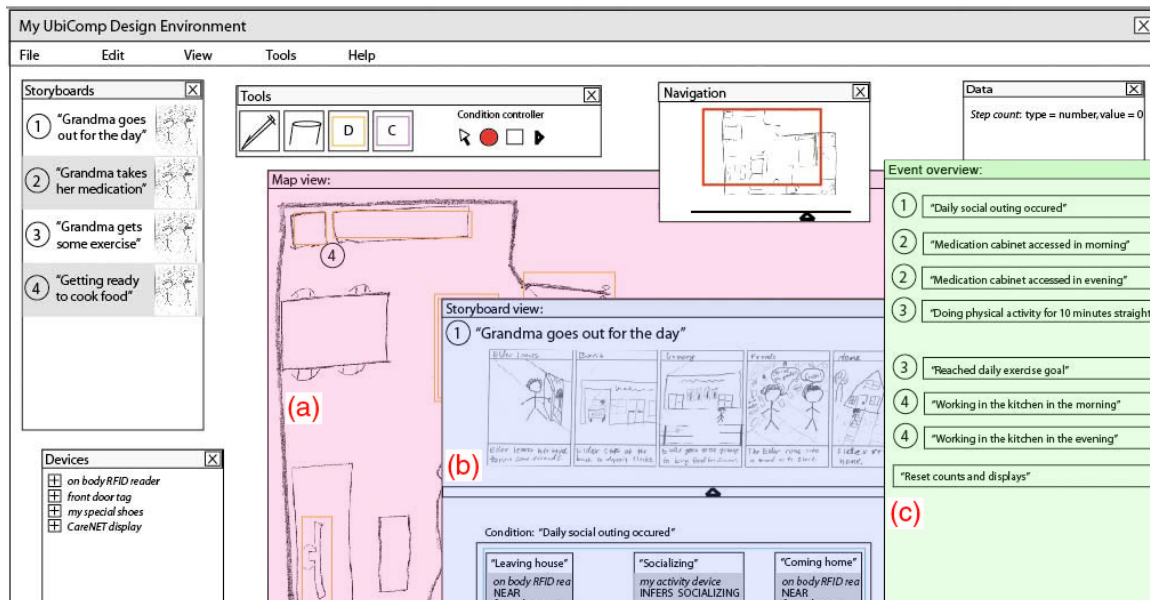 My UbiComp Design Environment
File Edit View Tools Help
Storyboards
1 "Grandma goes
out for the day"
2 "Grandma takes
her medication"
3 "Grandma gets
some exercise"
4 "Getting ready
to cook food"
Tools
D C
Condition controller
Navigation
Data
Step count: type = number, value = 0
Map view:
4
(a)
Storyboard view:
1 "Grandma goes out for the day"
Elder leaves
Bank
Grocery
Friends
Home
(b)
Condition: "Daily social outing occured"
"Leaving house"
on body RFID rea
NEAR
"Socializing"
my activity device
INFERS SOCIALIZING
"Coming home"
on body RFID rea
NEAR
Event overview:
1 "Daily social outing occured"
2 "Medication cabinet accessed in morning"
2 "Medication cabinet accessed in evening"
3 "Doing physical activity for 10 minutes straight
3 "Reached daily exercise goal"
4 "Working in the kitchen in the morning"
4 "Working in the kitchen in the evening"
"Reset counts and displays"
(c)
Devices
on body RFID reader
front door tag
my special shoes
CareNET display